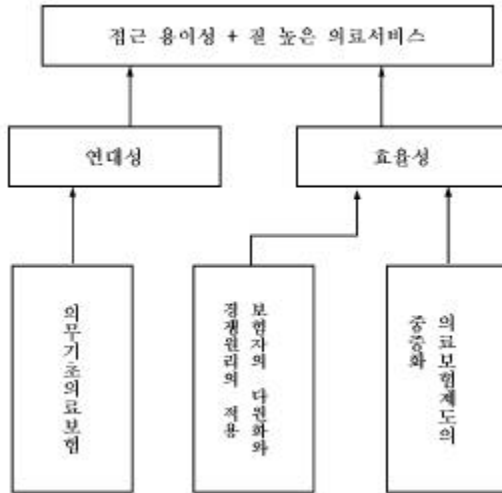 접근 용이성 + 질 높은 의료서비스
연대성
효율성
의무기초의료보험
보험자의 다원화와
경쟁원리의 적용
의료보험제도의
중층화